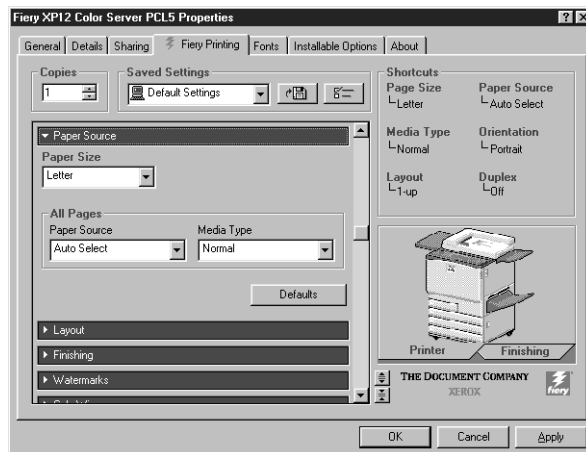 Fiery XP12 Color Server PCL5 Properties
General Details Sharing Fiery Printing Fonts Installable Options About
Copies
1
Saved Settings
Default Settings
Shortcuts
Page Size
Letter
Paper Source
Auto Select
Media Type
Normal
Orientation
Portrait
Layout
1-up
Duplex
Off
Paper Source
Paper Size
Letter
All Pages
Paper Source
Auto Select
Media Type
Normal
Defaults
Layout
Finishing
Watermarks
Printer
Finishing
THE DOCUMENT COMPANY
XEROX
fiery
OK Cancel Apply